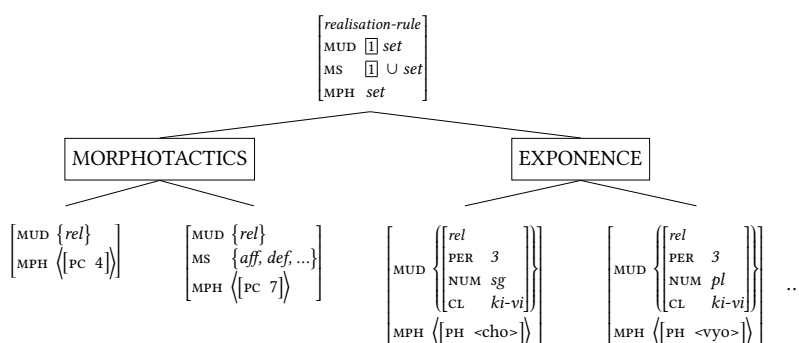 realisation-rule
MUD 1 set
MS 1 ∪ set
MPH set
MORPHOTACTICS
EXPONENCE
MUD {rel}
MPH ⟨[PC 4]⟩
MUD {rel}
MS {aff, def, ...}
MPH ⟨[PC 7]⟩
rel
PER 3
MUD
NUM sg
CL ki-vi
MPH ⟨[PH <cho>]⟩
rel
PER 3
MUD
NUM pl
CL ki-vi
MPH ⟨[PH <vyo>]⟩
..